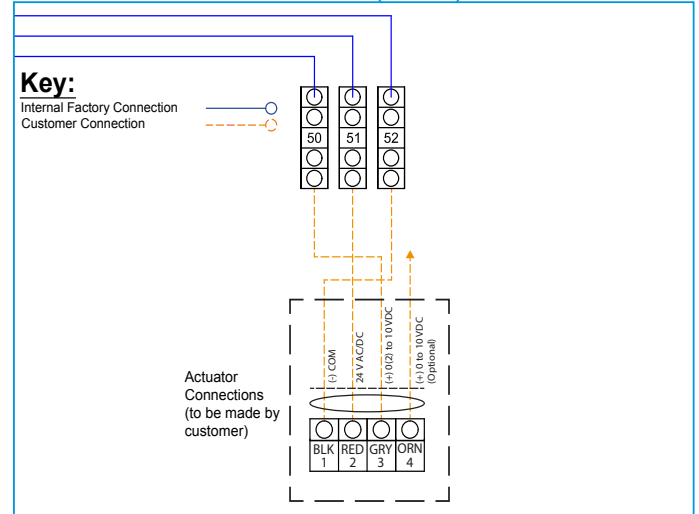 Key:
Internal Factory Connection
Customer Connection
50
51
52
(-) COM
24 V AC/DC
(+) 0(2) to 10 VDC
(+) 0 to 10 VDC
(Optional)
Actuator
Connections
(to be made by
customer)
BLK RED GRY ORN
1 2 3 4